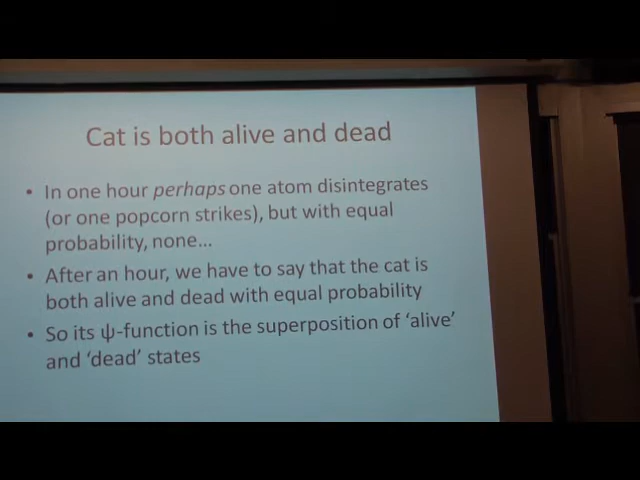 Cat is both alive and dead
• In one hour perhaps one atom disintegrates
(or one popcorn strikes), but with equal
probability, none...
• After an hour, we have to say that the cat is
both alive and dead with equal probability
• So its ψ-function is the superposition of ‘alive’
and ‘dead’ states